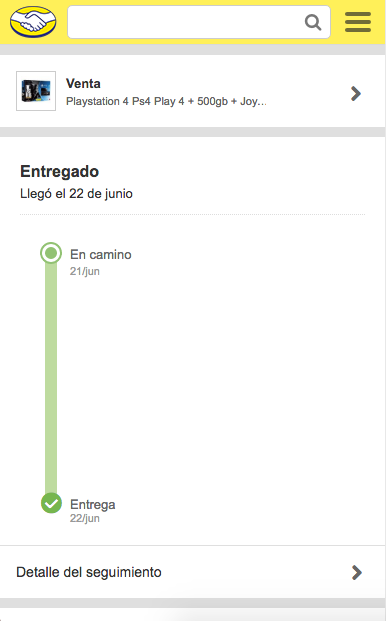 Venta
Playstation 4 Ps4 Play 4 + 500gb + Joy...
Entregado
Llegó el 22 de junio
En camino
21/jun
Entrega
22/jun
Detalle del seguimiento